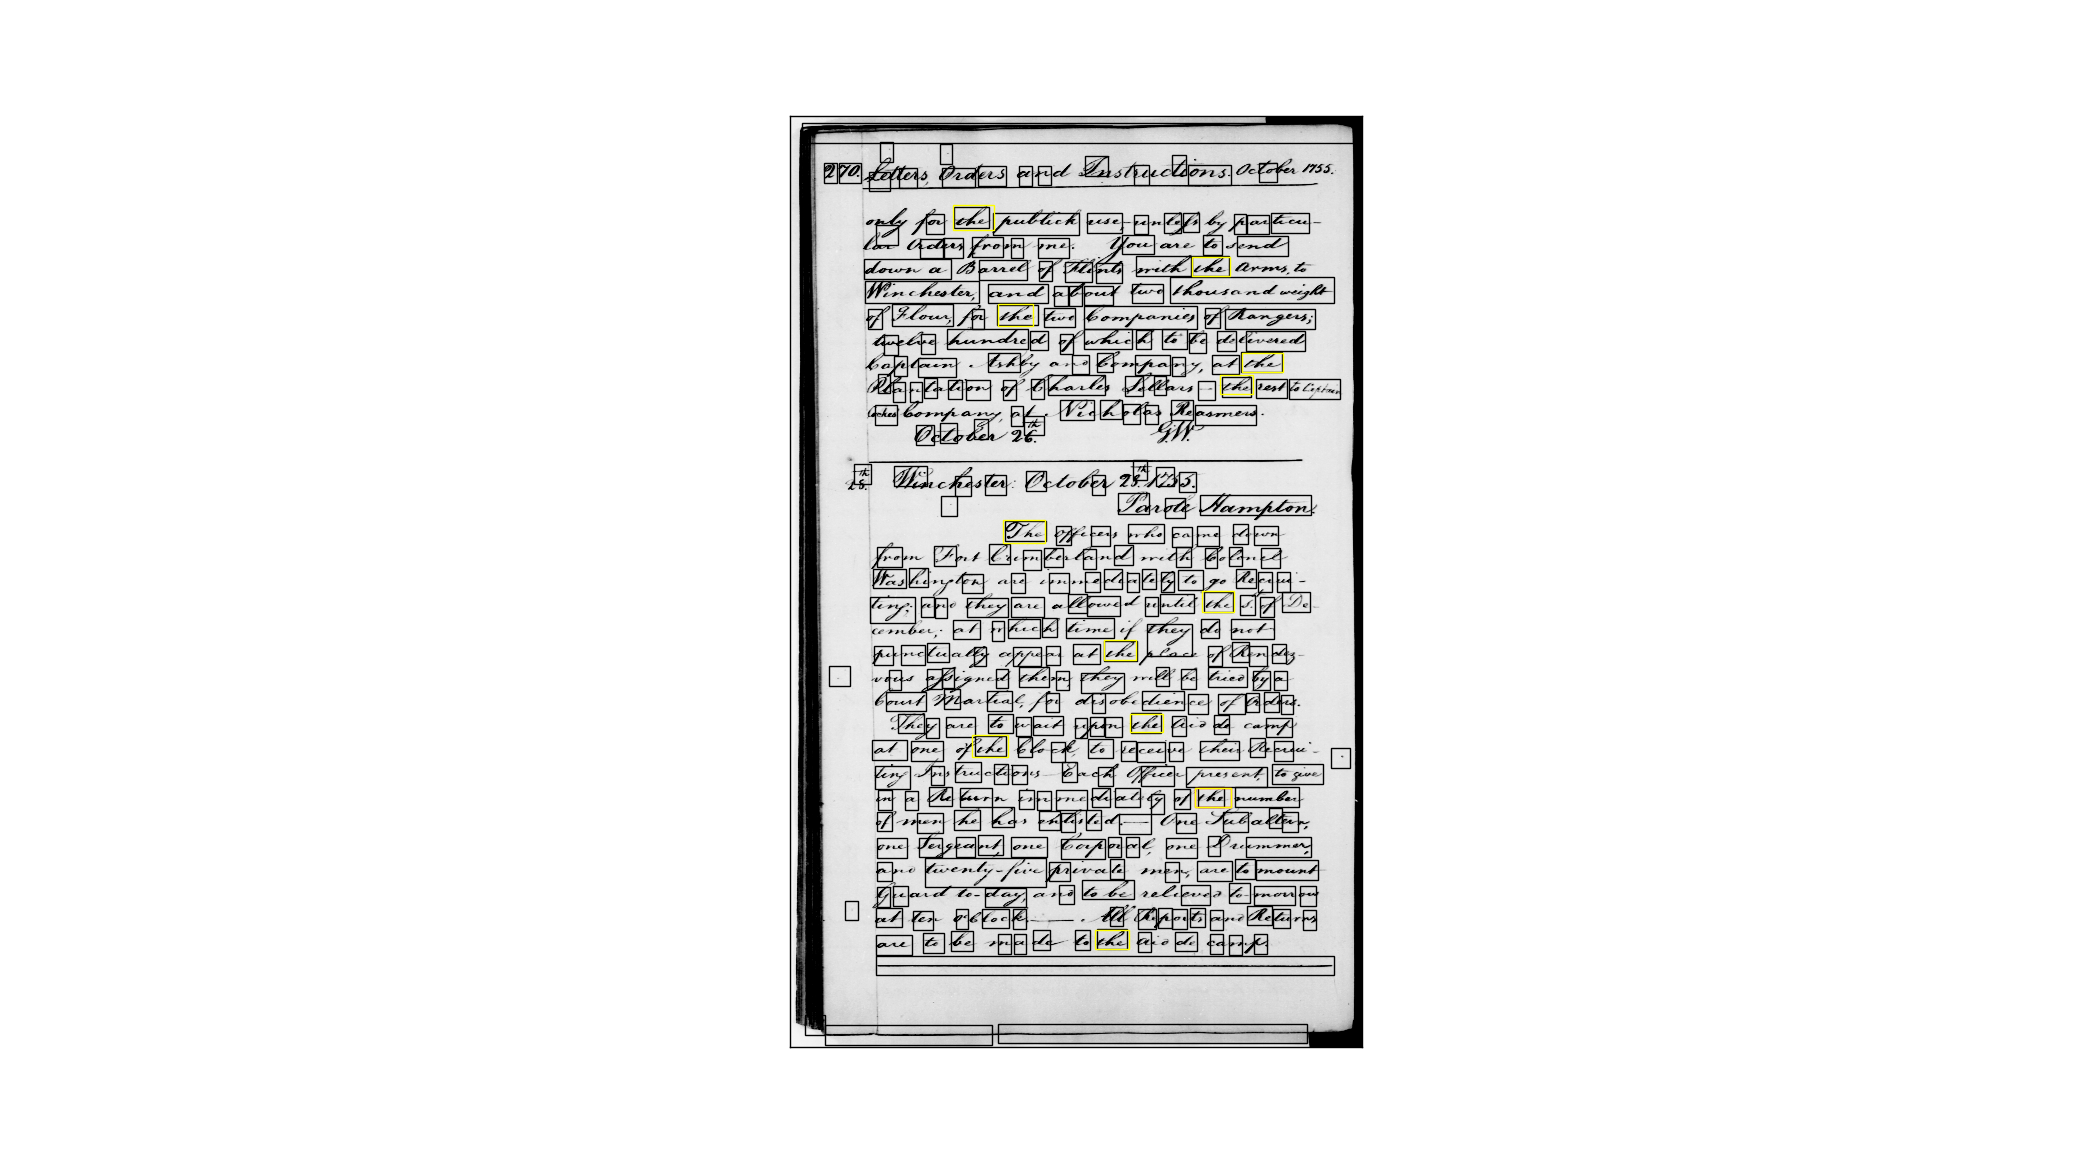 270. Letters, Orders and Instructions. October 1755.
only for the publick use, unless by particu-
lar Orders from me. You are to send
down a Barrel of Flints with the Arms, to
Winchester, and about two thousand weight
of Flour, for the two Companies of Rangers;
twelve hundred of which to be delivered
Captain Ashby and Company, at the
Plantation of Charles Sellars - the rest to Captain
Cockes Company, at Nicholas Reasmers.
October 26th. G.W.
28th. Winchester: October 28th. 1755.
Parole Hampton.
The Officers who came down
from Fort Cumberland with Colonel
Washington are immediately to go Recrui-
ting; and they are allowed until the 1st. of De-
cember; at which time if they do not
punctually appear at the place of Rendez-
vous assigned them, they will be tried by a
Court Martial, for disobedience of Orders.
They are to wait upon the Aid de camp
at one of the Clock, to receive their Recrui-
ting Instructions - Each Officer present, to give
in a Return immediately of the number
of men he has enlisted. — One Subaltern,
one Sergeant, one Corporal, one Drummer,
and twenty-five private men, are to mount
Guard to-day, and to be relieved to-morrow
at ten o'Clock — . All Reports and Returns
are to be made to the Aid de camp.